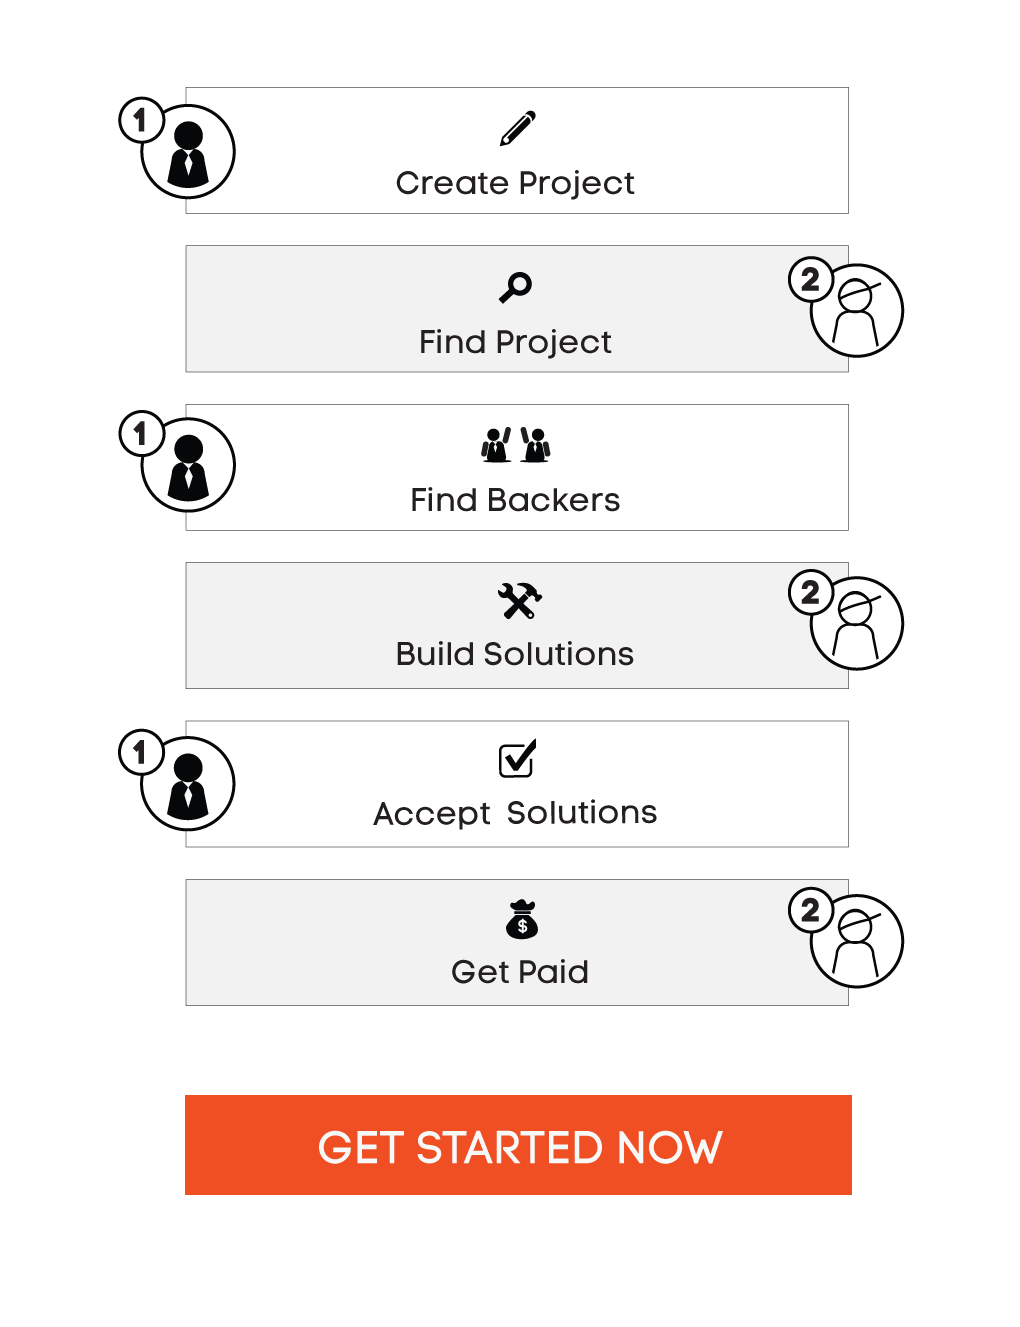 1
Create Project
2
Find Project
1
Find Backers
2
Build Solutions
1
Accept Solutions
2
$
Get Paid
GET STARTED NOW